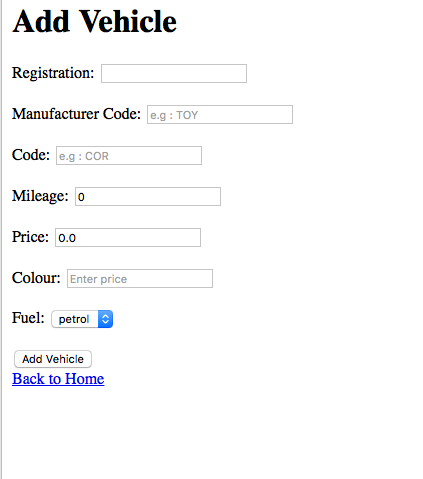 Add Vehicle
Registration:
Manufacturer Code: e.g : TOY
Code: e.g : COR
Mileage: 0
Price: 0.0
Colour: Enter price
Fuel: petrol
Add Vehicle
Back to Home